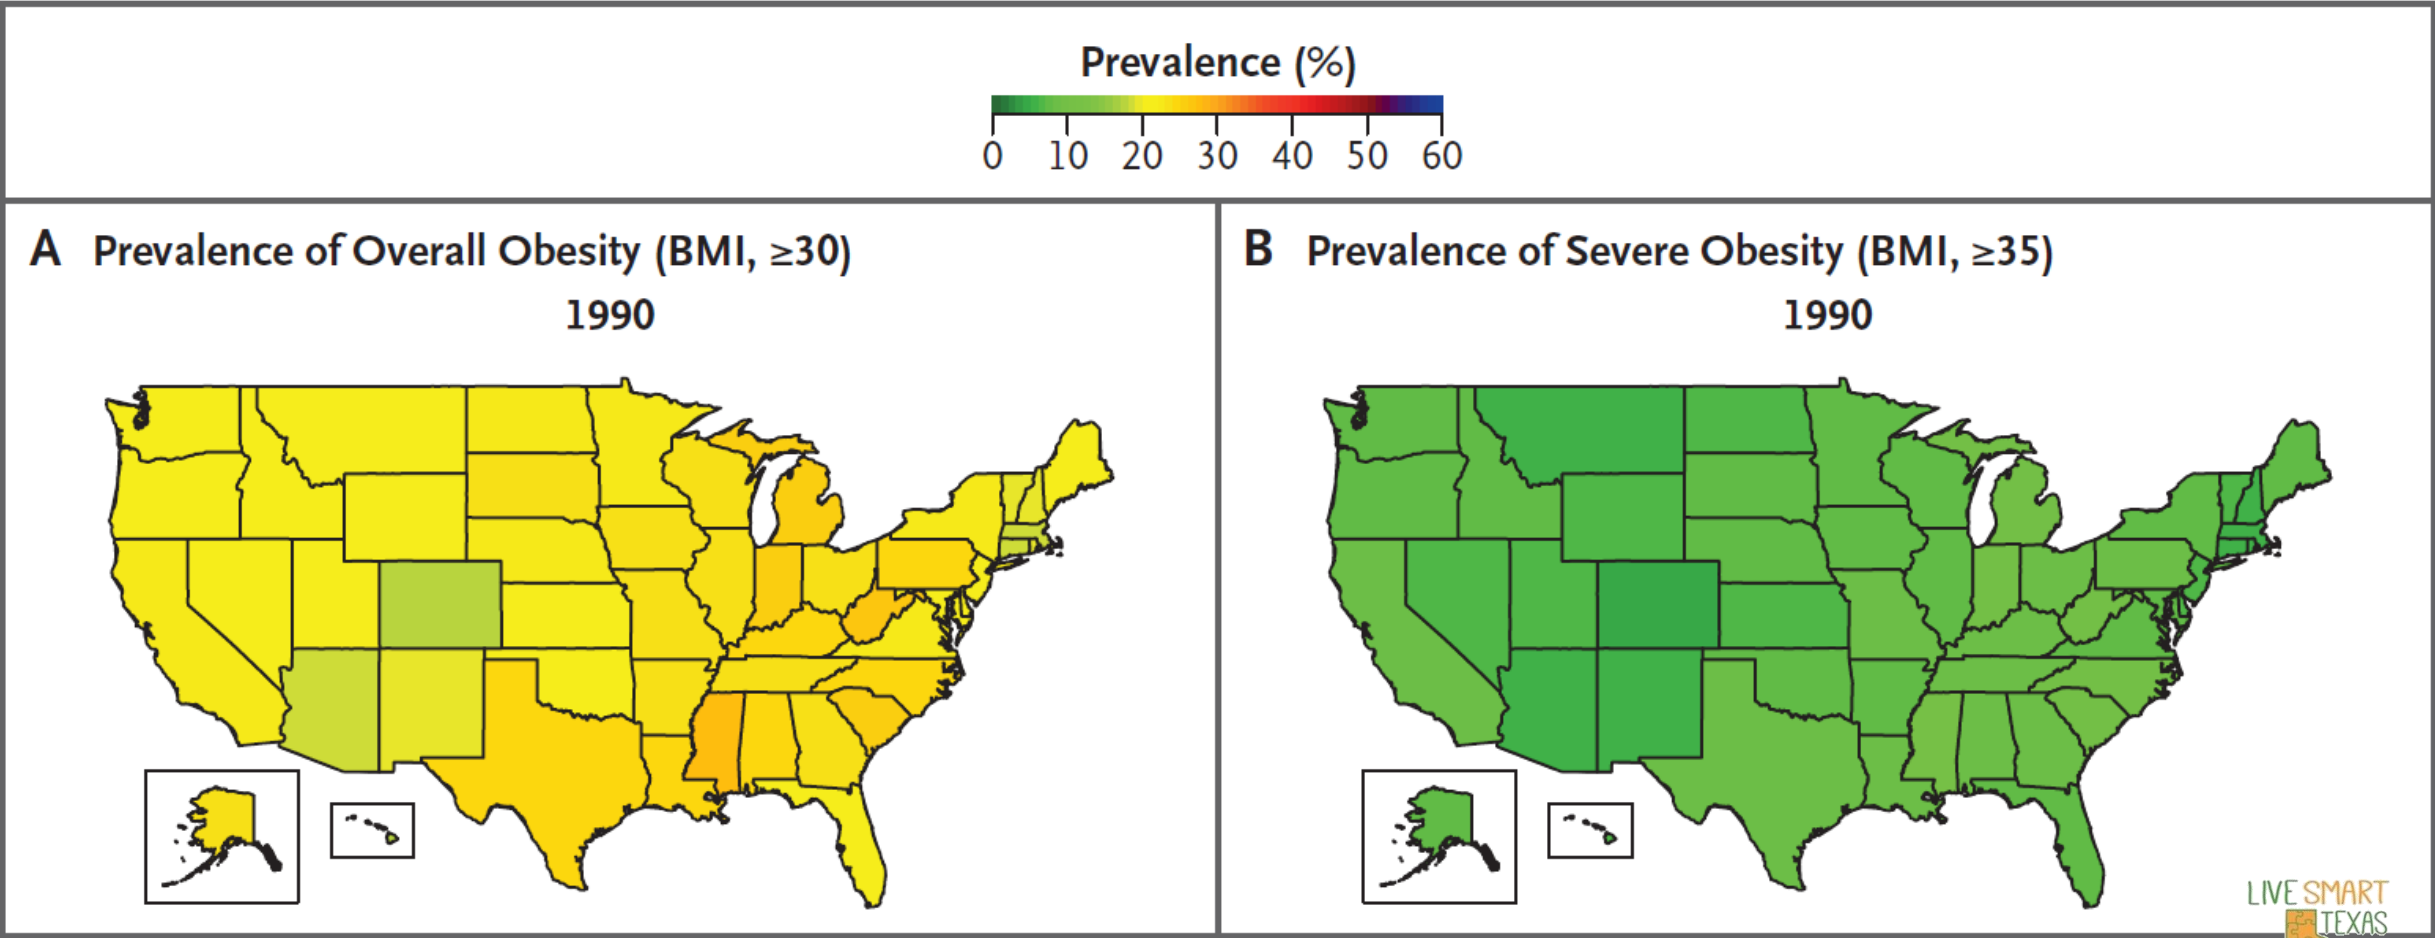 Prevalence (%)
0 10 20 30 40 50 60
A Prevalence of Overall Obesity (BMI, ≥30)
1990
B Prevalence of Severe Obesity (BMI, ≥35)
1990
LIVE SMART
TEXAS